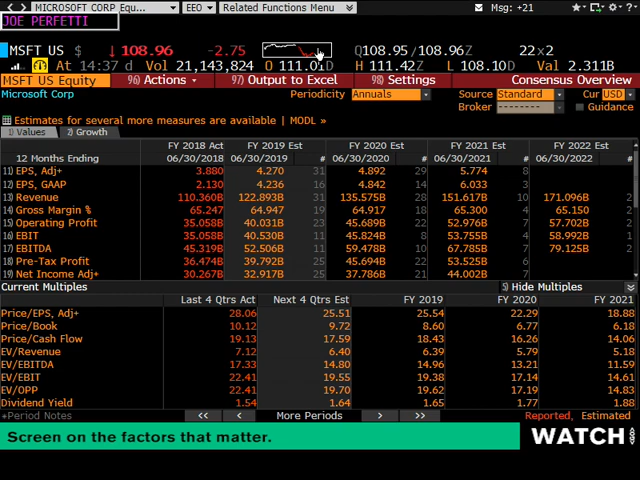 MICROSOFT CORP Equ... EEO Related Functions Menu Msg: +21
JOE PERFETTI
MSFT US $ ↓ 108.96 -2.75 Q108.95/108.96Z 22x2
At 14:37 d Vol 21,143,824 O 111.01D H 111.42Z L 108.10D Val 2.311B
MSFT US Equity 96) Actions 97) Output to Excel 98) Settings Consensus Overview
Microsoft Corp Periodicity Annuals Source Standard Cur USD
Broker -------- Guidance
Estimates for several more measures are available | MODL »
1) Values 2) Growth
FY 2018 Act FY 2019 Est FY 2020 Est FY 2021 Est FY 2022 Est
12 Months Ending 06/30/2018 06/30/2019 # 06/30/2020 # 06/30/2021 # 06/30/2022 #
11) EPS, Adj+ 3.880 4.270 31 4.892 29 5.774 8
12) EPS, GAAP 2.130 4.236 16 4.842 14 6.033 3
13) Revenue 110.360B 122.893B 31 135.575B 28 151.617B 10 171.096B 2
14) Gross Margin % 65.247 64.947 19 64.917 18 65.300 4 65.150 2
15) Operating Profit 35.058B 40.031B 23 45.689B 22 52.976B 5 57.702B 2
16) EBIT 35.058B 40.530B 11 45.824B 8 53.755B 4 58.992B 1
17) EBITDA 45.319B 52.506B 11 59.478B 10 67.785B 7 79.125B 2
18) Pre-Tax Profit 36.474B 39.792B 25 45.694B 22 53.525B 6
19) Net Income Adj+ 30.267B 32.917B 25 37.786B 21 44.002B 7
Current Multiples 5) Hide Multiples
Last 4 Qtrs Act Next 4 Qtrs Est FY 2019 FY 2020 FY 2021
Price/EPS, Adj+ 28.06 25.51 25.54 22.29 18.88
Price/Book 10.12 9.72 8.60 6.77 6.18
Price/Cash Flow 19.13 17.59 18.43 16.26 14.06
EV/Revenue 7.12 6.40 6.39 5.79 5.18
EV/EBITDA 17.33 14.80 14.96 13.21 11.59
EV/EBIT 22.41 19.55 19.38 17.14 14.61
EV/OPP 22.41 19.70 19.62 17.19 14.83
Dividend Yield 1.54 1.64 1.65 1.77 1.88
+Period Notes << < More Periods > >> Reported, Estimated
Screen on the factors that matter. WATCH